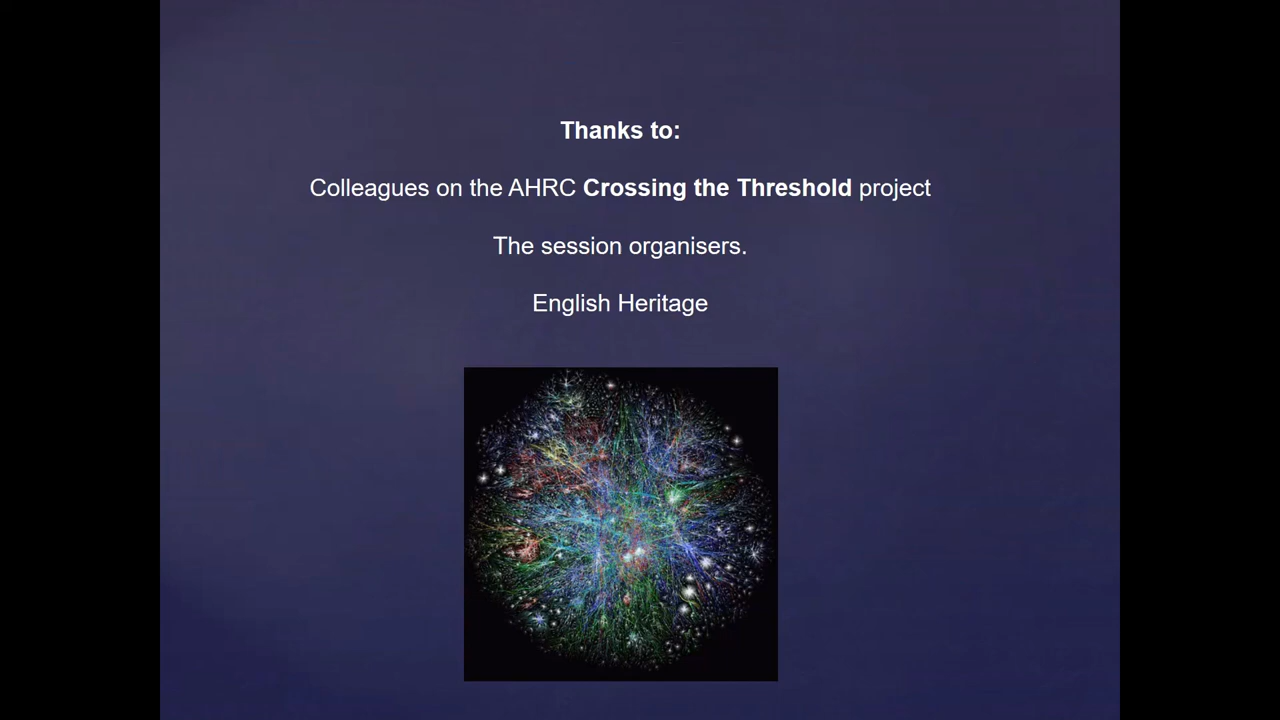 Thanks to:
Colleagues on the AHRC Crossing the Threshold project
The session organisers.
English Heritage